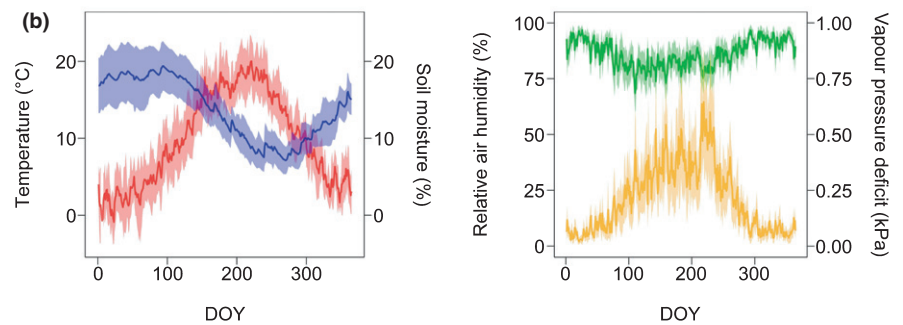 (b)
Temperature (°C)
20
10
0
20
10
0
Soil moisture (%)
0 100 200 300
DOY
Relative air humidity (%)
100
75
50
25
0
1.00
0.75
0.50
0.25
0.00
Vapour pressure deficit (kPa)
0 100 200 300
DOY